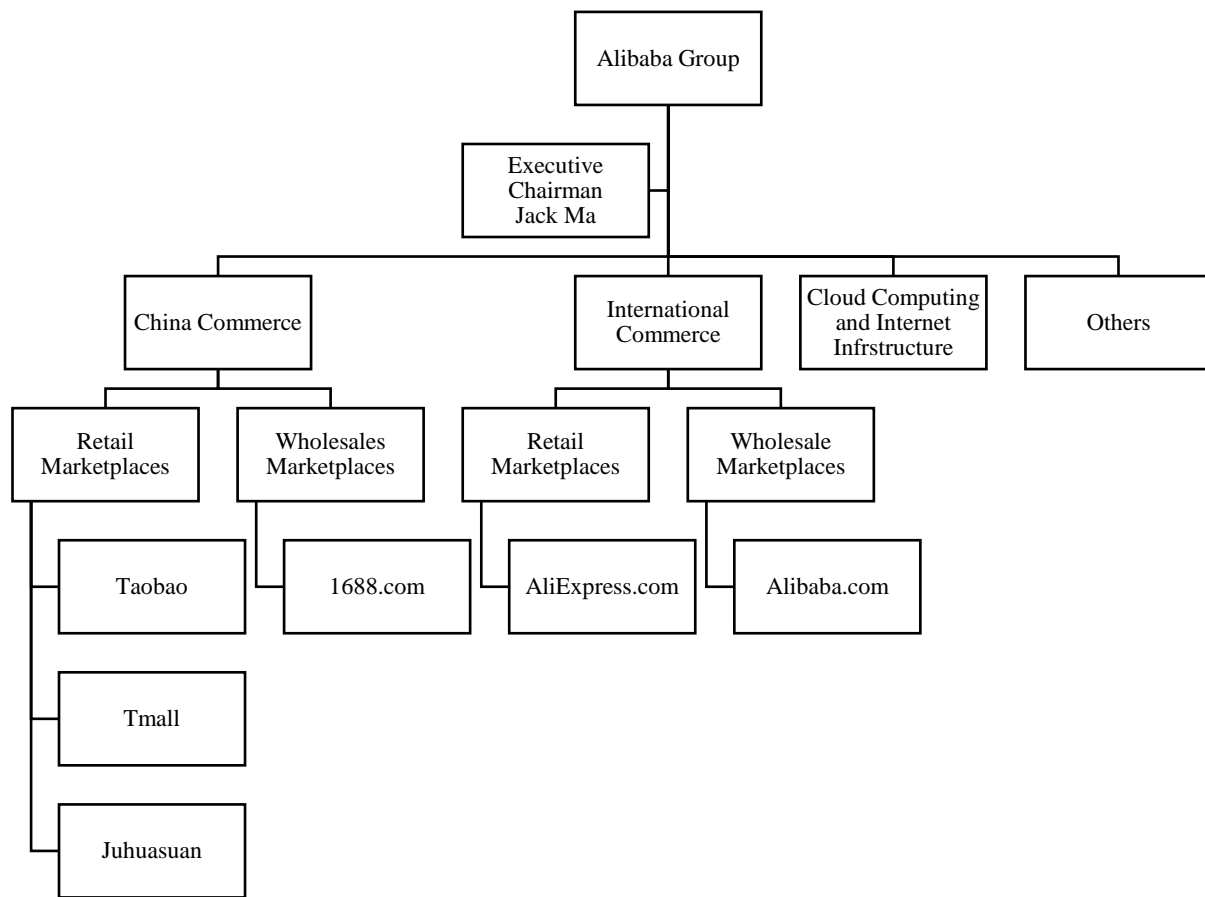 Alibaba Group
Executive
Chairman
Jack Ma
China Commerce
International
Commerce
Cloud Computing
and Internet
Infrstructure
Others
Retail
Marketplaces
Wholesales
Marketplaces
Retail
Marketplaces
Wholesale
Marketplaces
Taobao
1688.com
AliExpress.com
Alibaba.com
Tmall
Juhuasuan